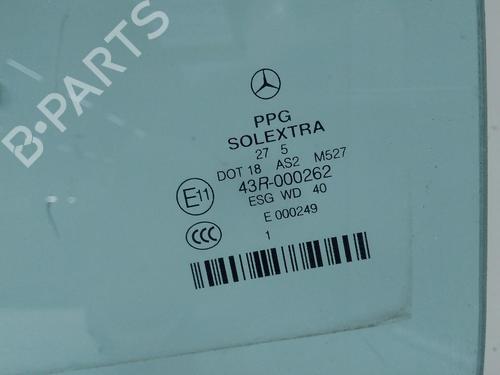 B-PARTS
PPG
SOLEXTRA
27 5
DOT 18 AS2 M527
E11 43R-000262
ESG WD 40
E 000249
CCC 1